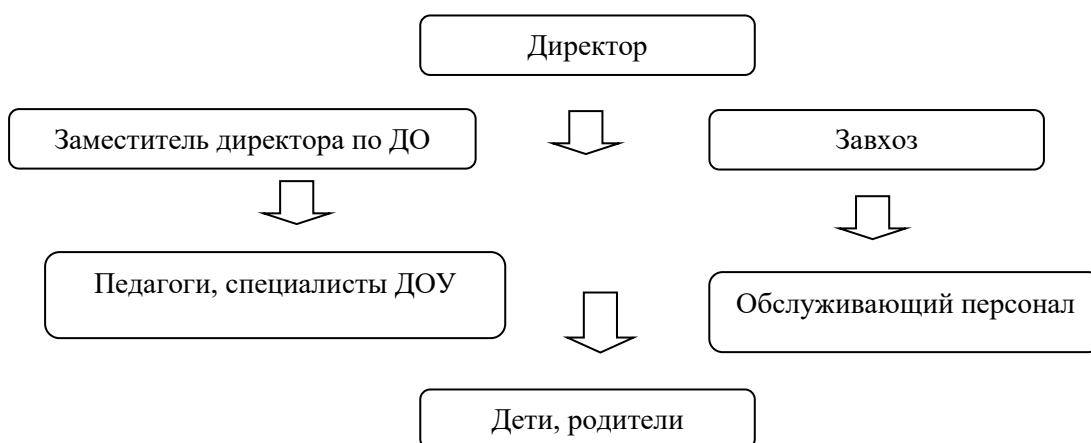 Директор
Заместитель директора по ДО
Завхоз
Педагоги, специалисты ДОУ
Обслуживающий персонал
Дети, родители